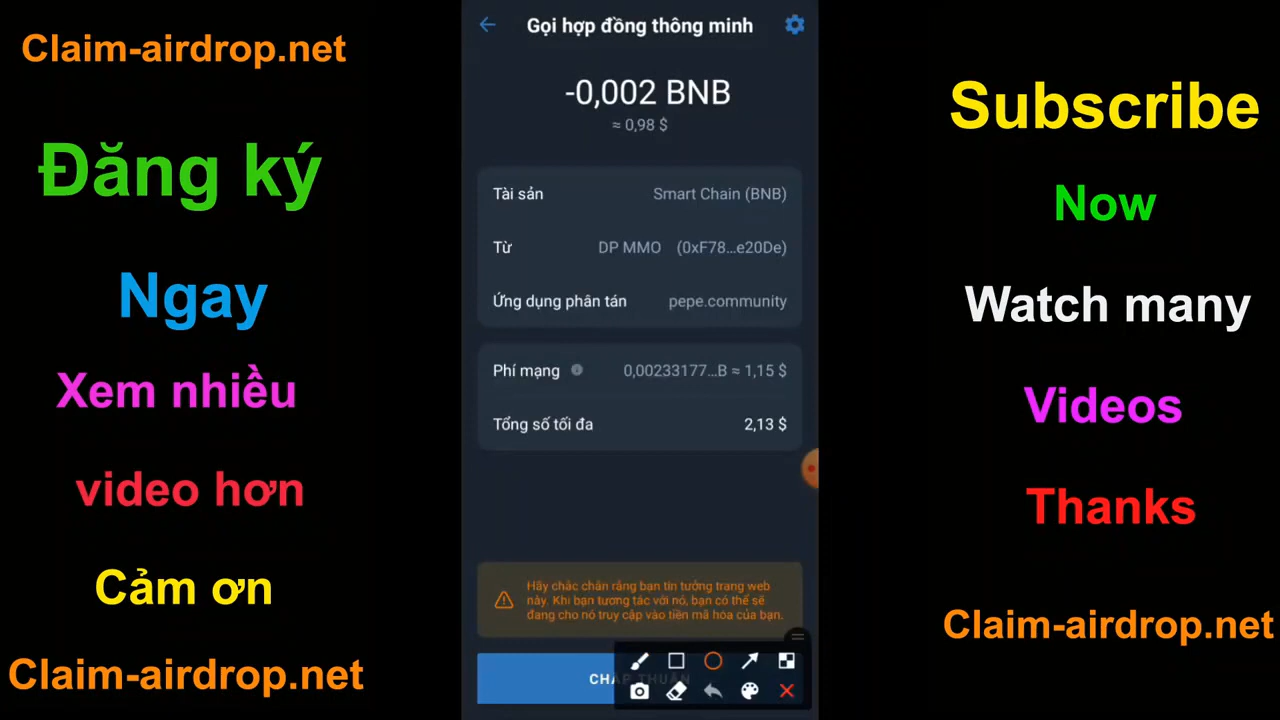 Claim-airdrop.net
Đăng ký
Ngay
Xem nhiều
video hơn
Cảm ơn
Claim-airdrop.net
Gọi hợp đồng thông minh
-0,002 BNB
≈ 0,98 $
Tài sản Smart Chain (BNB)
Từ DP MMO (0xF78...e20De)
Ứng dụng phân tán pepe.community
Phí mạng 0,00233177...B ≈ 1,15 $
Tổng số tối đa 2,13 $
Hãy chắc chắn rằng bạn tin tưởng trang web
này. Khi bạn tương tác với nó, bạn có thể sẽ
đang cho nó truy cập vào tiền mã hóa của bạn.
CHẤP THUẬN
Subscribe
Now
Watch many
Videos
Thanks
Claim-airdrop.net